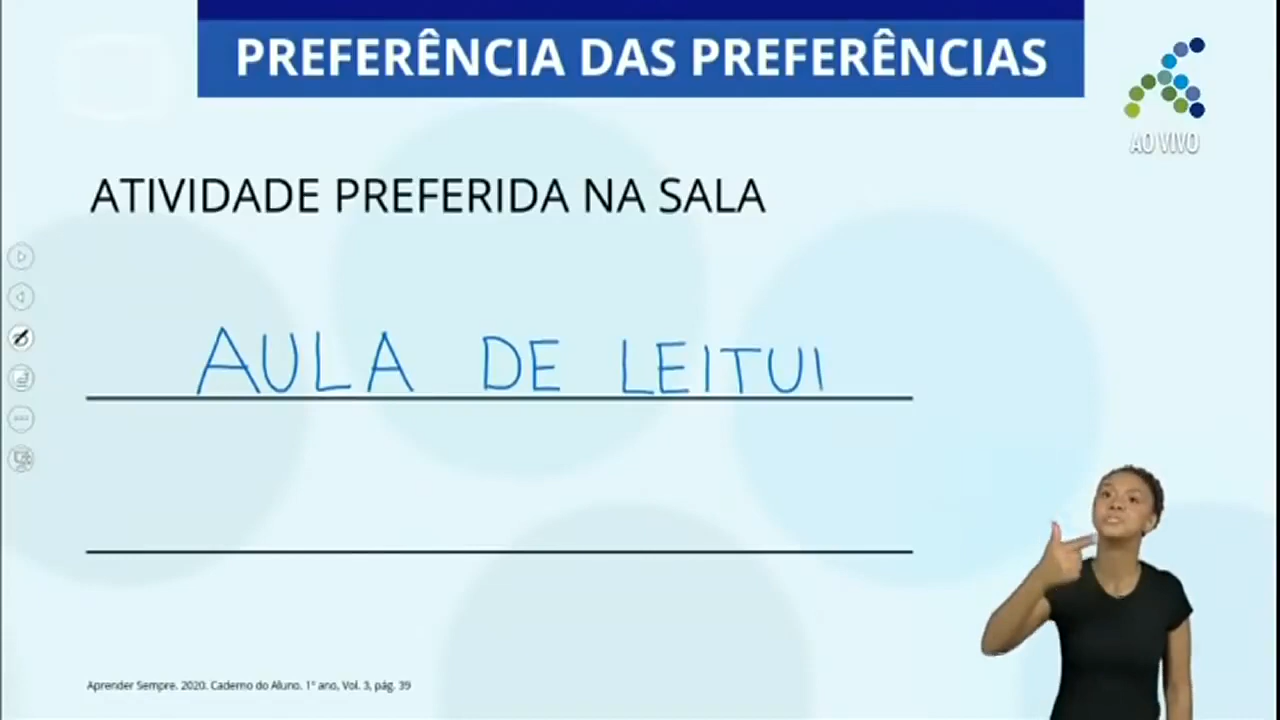 PREFERÊNCIA DAS PREFERÊNCIAS
AO VIVO
ATIVIDADE PREFERIDA NA SALA
AULA DE LEITUI
Aprender Sempre. 2020. Caderno do Aluno. 1º ano, Vol. 3, pág. 39